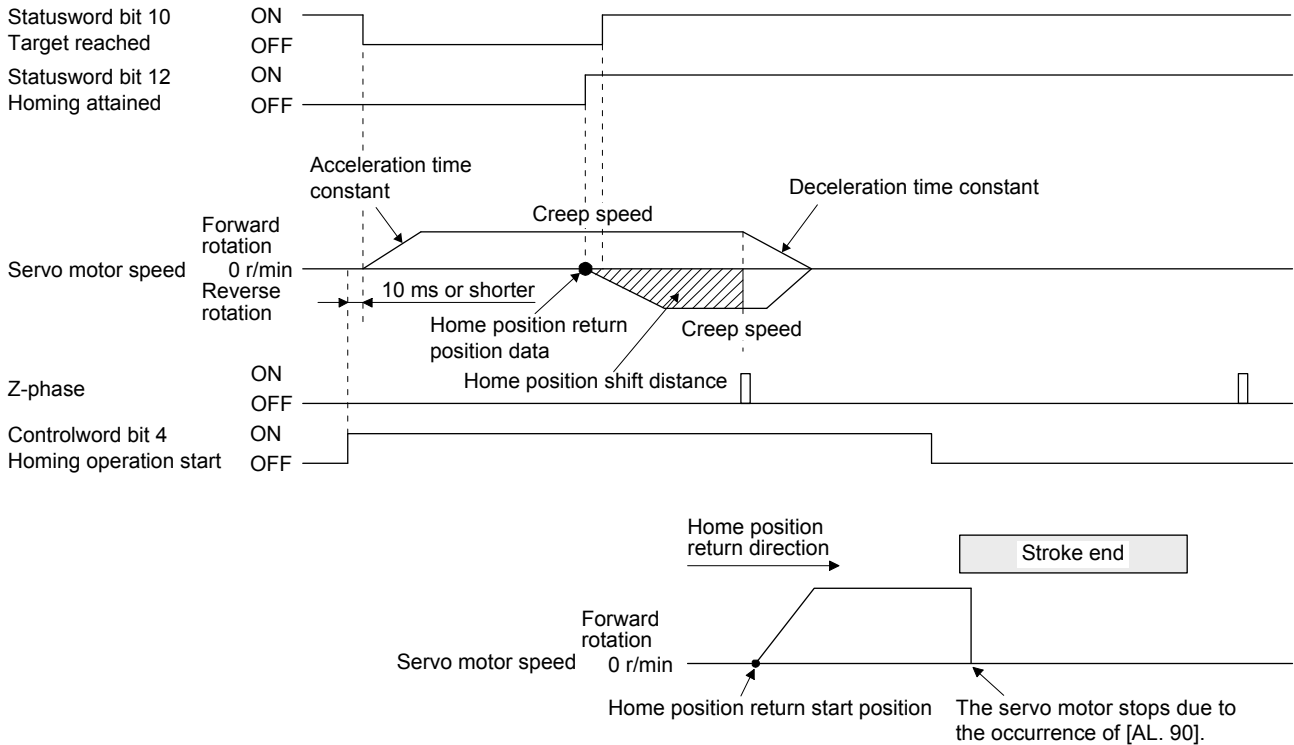 Statusword bit 10 ON
Target reached OFF
Statusword bit 12 ON
Homing attained OFF
Acceleration time
constant
Deceleration time constant
Creep speed
Forward
rotation
Servo motor speed 0 r/min
Reverse
rotation
10 ms or shorter
Home position return
position data
Creep speed
Home position shift distance
Z-phase ON
OFF
Controlword bit 4 ON
Homing operation start OFF
Home position
return direction
Stroke end
Forward
rotation
Servo motor speed 0 r/min
Home position return start position
The servo motor stops due to
the occurrence of [AL. 90].